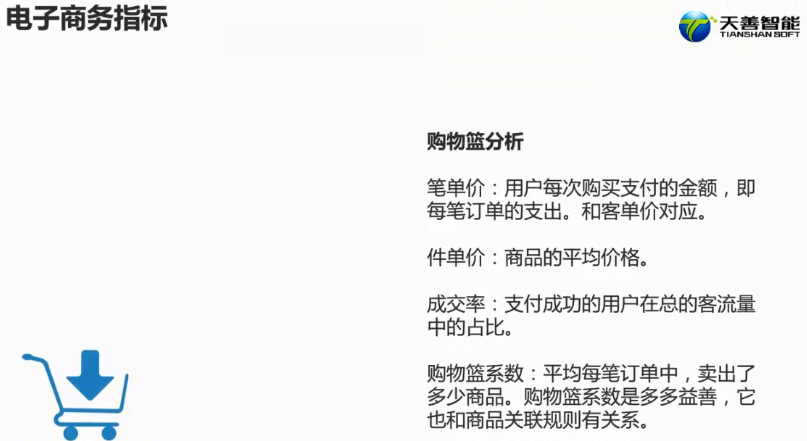 电子商务指标
天善智能
TIANSHAN SOFT
购物篮分析
笔单价：用户每次购买支付的金额，即
每笔订单的支出。和客单价对应。
件单价：商品的平均价格。
成交率：支付成功的用户在总的客流量
中的占比。
购物篮系数：平均每笔订单中，卖出了
多少商品。购物篮系数是多多益善，它
也和商品关联规则有关系。